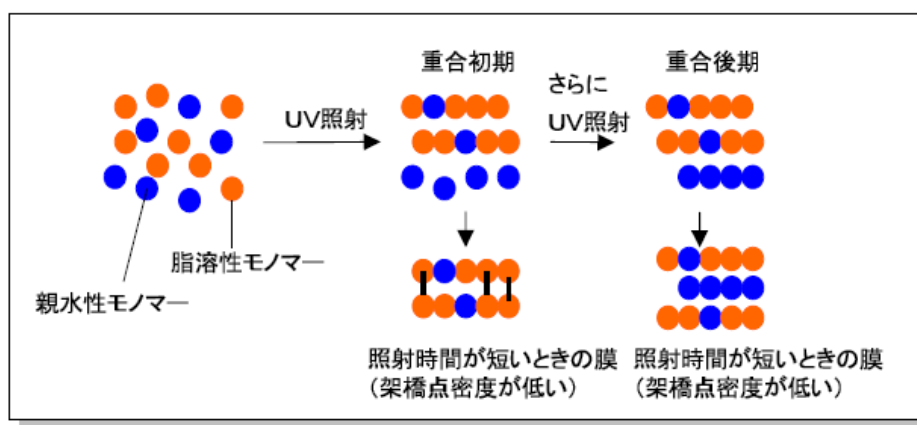 重合初期
重合後期
UV照射
さらに
UV照射
脂溶性モノマー
親水性モノマー
照射時間が短いときの膜
(架橋点密度が低い)
照射時間が短いときの膜
(架橋点密度が低い)